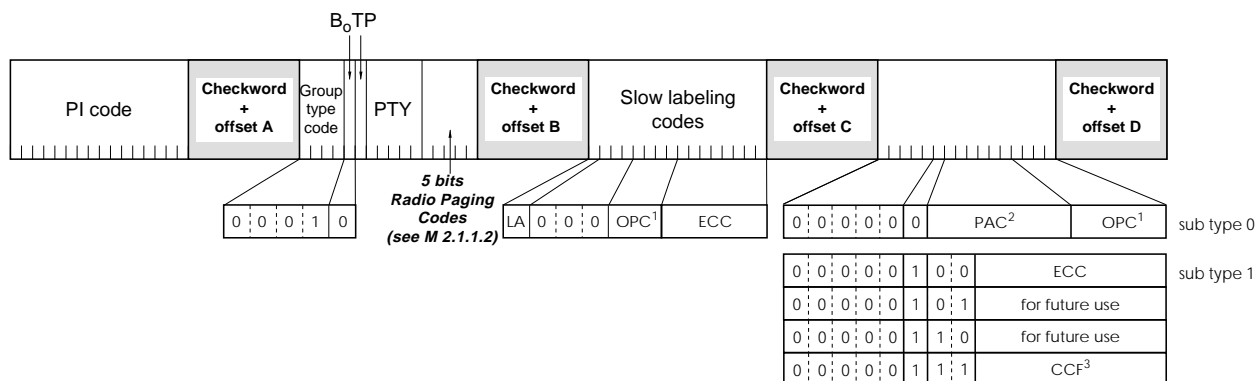 BoTP
PI code
Checkword + offset A
Group type code
PTY
Checkword + offset B
Slow labeling codes
Checkword + offset C
Checkword + offset D
5 bits
Radio Paging
Codes
(see M 2.1.1.2)
0 0 0 1 0
LA 0 0 0 OPC1 ECC
0 0 0 0 0 0 PAC2 OPC1 sub type 0
0 0 0 0 0 1 0 0 ECC sub type 1
0 0 0 0 0 1 0 1 for future use
0 0 0 0 0 1 1 0 for future use
0 0 0 0 0 1 1 1 CCF3